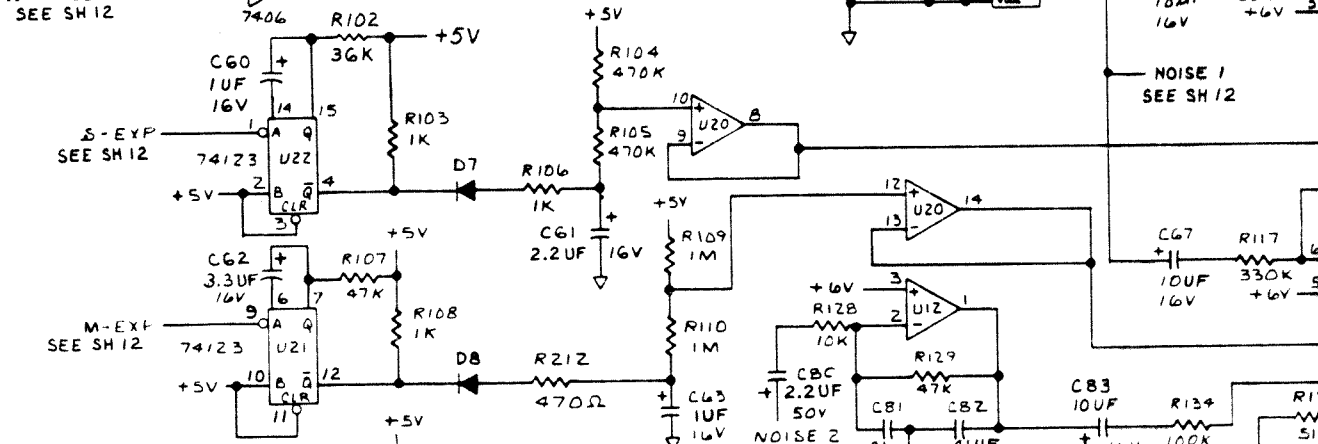 SEE SH 12
7406
R102
36K
+5V
C60
1UF
16V
+
14
15
S-EXP
SEE SH 12
1
A
Q
74123
U22
+5V
2
B
Q̅
4
CLR
3
R103
1K
D7
R106
1K
+5V
R104
470K
R105
470K
C61
2.2UF
+
16V
10
+
9
-
U20
8
+5V
R109
1M
R110
1M
12
+
13
-
U20
14
10UF
16V
+6V
NOISE 1
SEE SH 12
C67
+
10UF
16V
R117
330K
+6V
6
5
C62
3.3UF
16V
+
6
7
R107
47K
+5V
M-EXP
SEE SH 12
9
A
Q
74123
U21
+5V
10
B
Q̅
12
CLR
11
R108
1K
D8
R212
470Ω
+5V
C63
+
1UF
16V
+6V
3
+
2
-
U12
1
R128
10K
R129
47K
+
2.2UF
50V
NOISE 2
C81
C82
C83
10UF
+
R134
100K